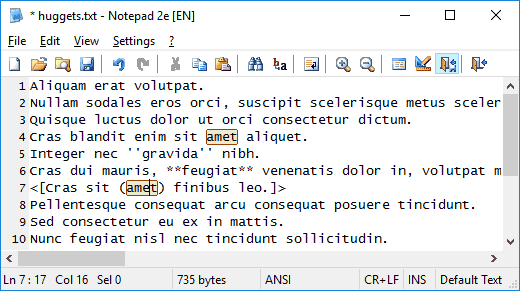 * huggets.txt - Notepad 2e [EN]
File Edit View Settings ?
1 Aliquam erat volutpat.
2 Nullam sodales eros orci, suscipit scelerisque metus sceler
3 Quisque luctus dolor ut orci consectetur dictum.
4 Cras blandit enim sit amet aliquet.
5 Integer nec ''gravida'' nibh.
6 Cras dui mauris, **feugiat** venenatis dolor in, volutpat m
7 <[Cras sit (amet) finibus leo.]>
8 Pellentesque consequat arcu consequat posuere tincidunt.
9 Sed consectetur eu ex in mattis.
10 Nunc feugiat nisl nec tincidunt sollicitudin.
Ln 7 : 17 Col 16 Sel 0 735 bytes ANSI CR+LF INS Default Text